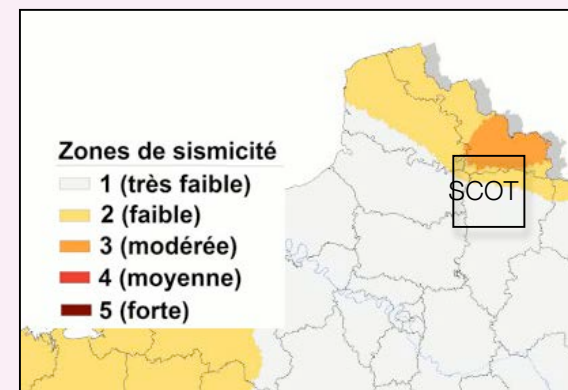 Zones de sismicité
1 (très faible)
2 (faible)
3 (modérée)
4 (moyenne)
5 (forte)
SCOT